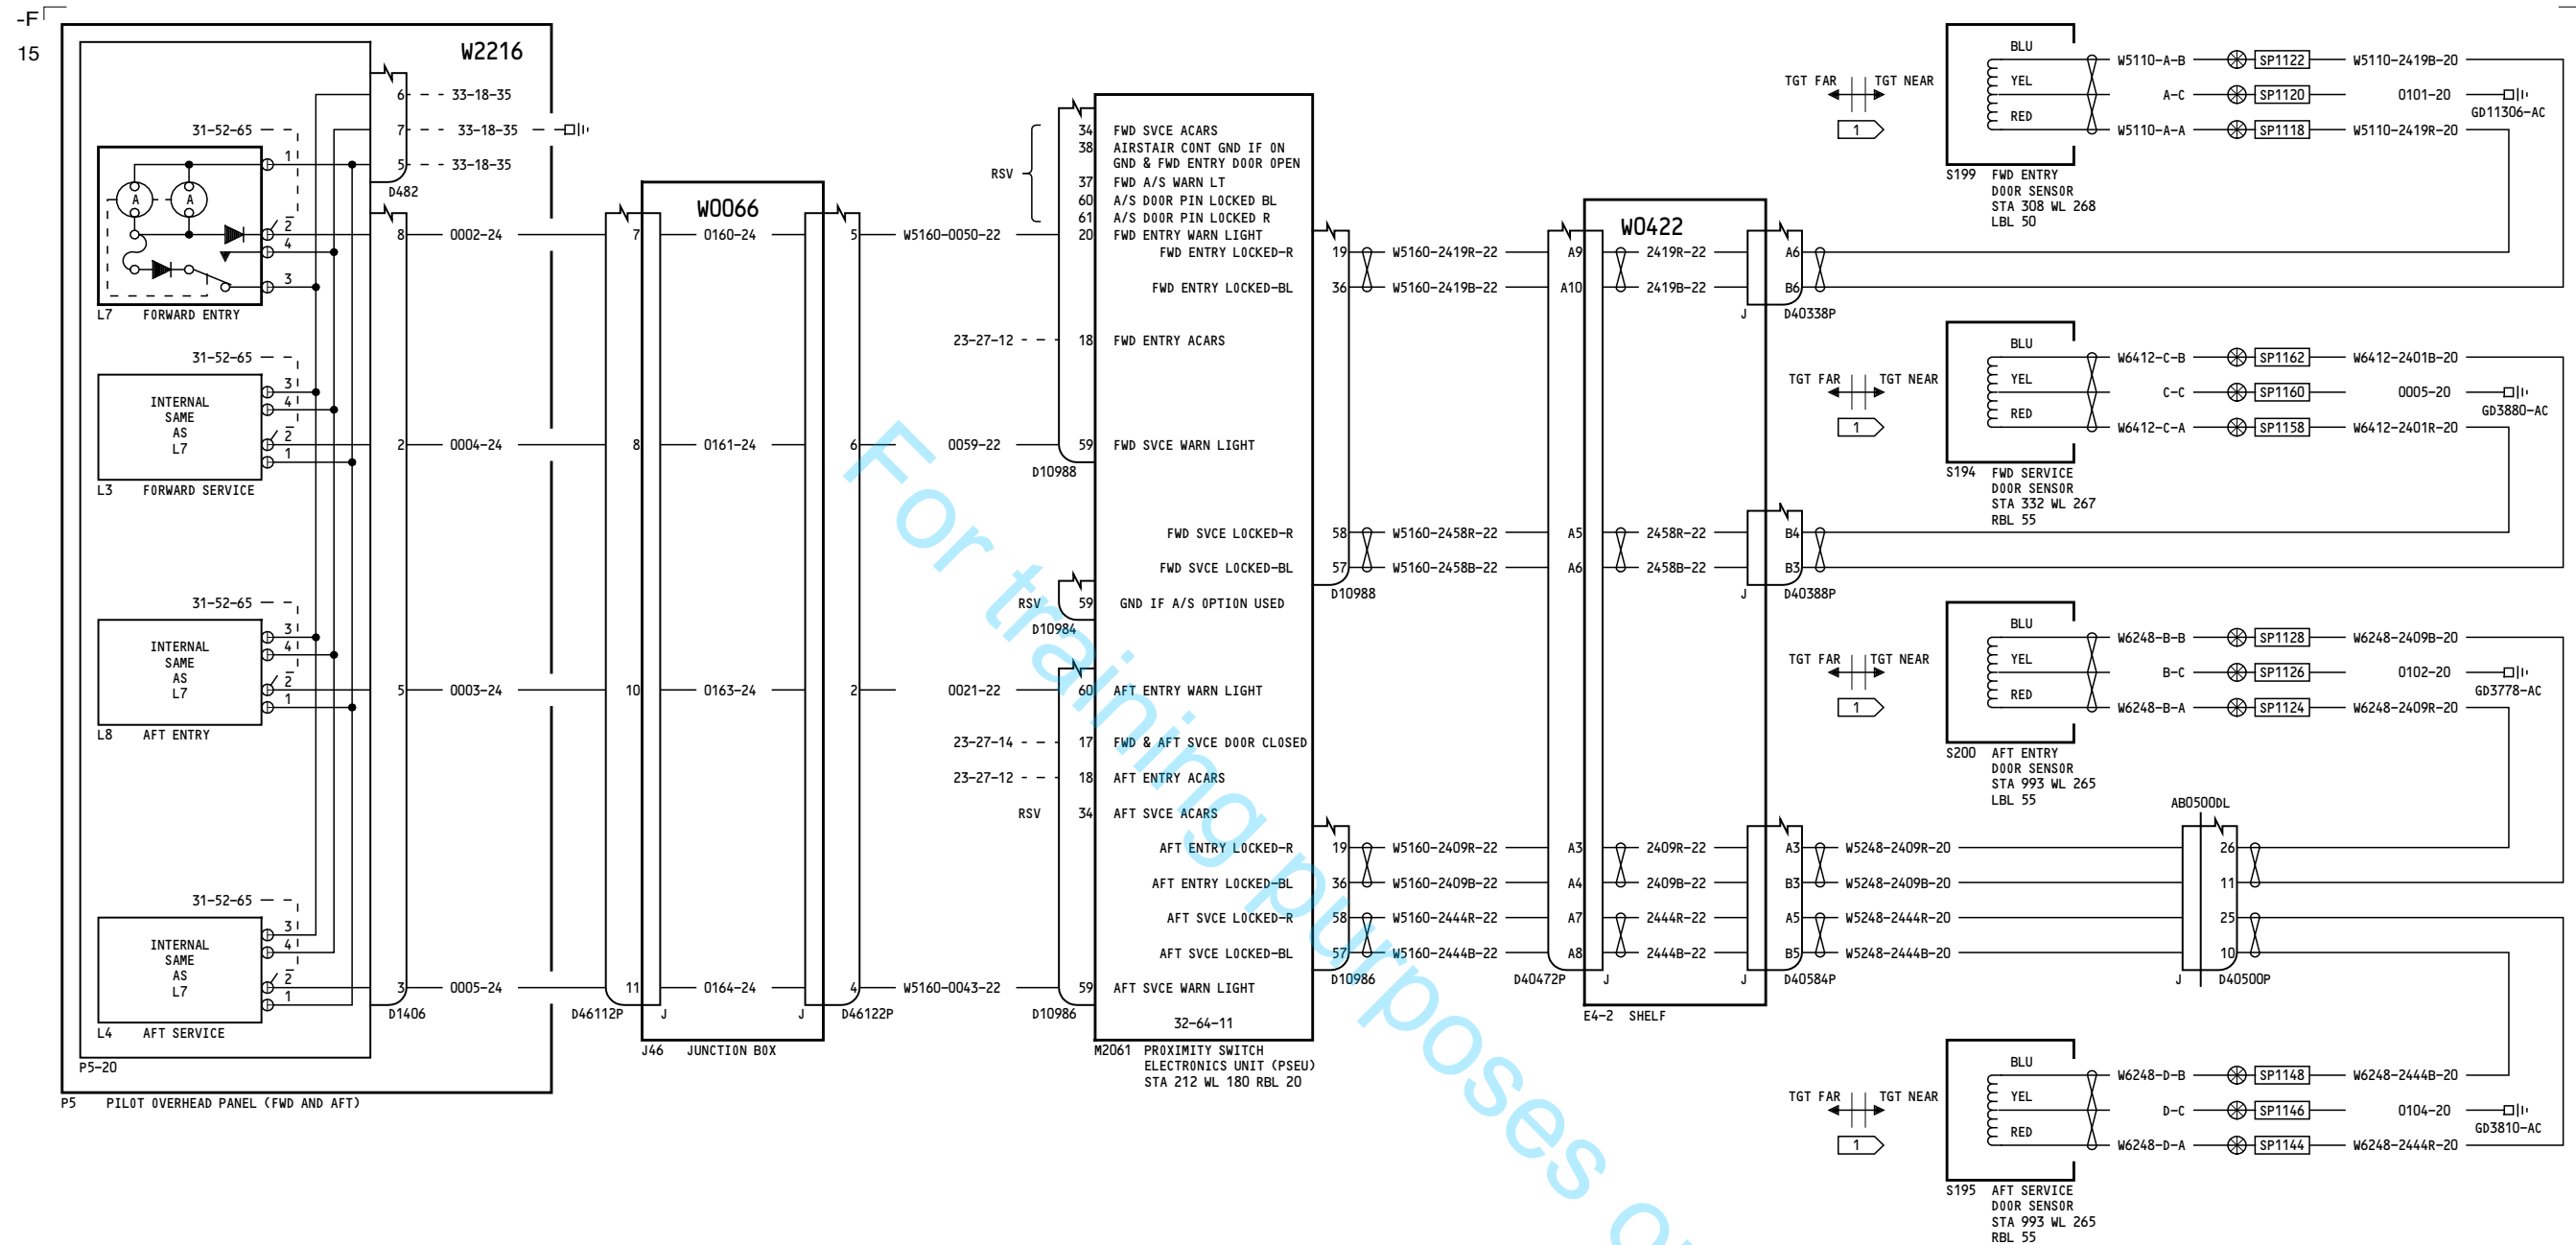 -F
15
W2216
6 - - - 33-18-35
7 - - - 33-18-35
5 - - - 33-18-35
D482
31-52-65
1
A
A
2
4
3
L7 FORWARD ENTRY
31-52-65
3
4
2
1
INTERNAL
SAME
AS
L7
L3 FORWARD SERVICE
31-52-65
3
4
2
1
INTERNAL
SAME
AS
L7
L8 AFT ENTRY
31-52-65
3
4
2
1
INTERNAL
SAME
AS
L7
L4 AFT SERVICE
P5-20
P5 PILOT OVERHEAD PANEL (FWD AND AFT)
8 0002-24
2 0004-24
5 0003-24
3 0005-24
D1406
W0066
7 0160-24 5
8 0161-24 6
10 0163-24 2
11 0164-24 4
D46112P J
J D46122P
J46 JUNCTION BOX
W5160-0050-22
0059-22
0021-22
W5160-0043-22
RSV
34 FWD SVCE ACARS
38 AIRSTAIR CONT GND IF ON
GND & FWD ENTRY DOOR OPEN
37 FWD A/S WARN LT
60 A/S DOOR PIN LOCKED BL
61 A/S DOOR PIN LOCKED R
20 FWD ENTRY WARN LIGHT
FWD ENTRY LOCKED-R 19
FWD ENTRY LOCKED-BL 36
23-27-12 - - - 18 FWD ENTRY ACARS
59 FWD SVCE WARN LIGHT
D10988
FWD SVCE LOCKED-R 58
FWD SVCE LOCKED-BL 57
D10988
RSV 59 GND IF A/S OPTION USED
D10984
60 AFT ENTRY WARN LIGHT
23-27-14 - - - 17 FWD & AFT SVCE DOOR CLOSED
23-27-12 - - - 18 AFT ENTRY ACARS
RSV 34 AFT SVCE ACARS
AFT ENTRY LOCKED-R 19
AFT ENTRY LOCKED-BL 36
AFT SVCE LOCKED-R 58
AFT SVCE LOCKED-BL 57
D10986
59 AFT SVCE WARN LIGHT
D10986
32-64-11
M2061 PROXIMITY SWITCH
ELECTRONICS UNIT (PSEU)
STA 212 WL 180 RBL 20
W0422
W5160-2419R-22 A9 2419R-22 A6
W5160-2419B-22 A10 2419B-22 B6
J D40338P
W5160-2458R-22 A5 2458R-22 B4
W5160-2458B-22 A6 2458B-22 B3
J D40388P
W5160-2409R-22 A3 2409R-22 A3 W5248-2409R-20 26
W5160-2409B-22 A4 2409B-22 B3 W5248-2409B-20 11
W5160-2444R-22 A7 2444R-22 A5 W5248-2444R-20 25
W5160-2444B-22 A8 2444B-22 B5 W5248-2444B-20 10
D40472P J
J D40584P
AB0500DL
J D40500P
E4-2 SHELF
TGT FAR TGT NEAR
1
BLU W5110-A-B SP1122 W5110-2419B-20
YEL A-C SP1120 0101-20
GD11306-AC
RED W5110-A-A SP1118 W5110-2419R-20
S199 FWD ENTRY
DOOR SENSOR
STA 308 WL 268
LBL 50
TGT FAR TGT NEAR
1
BLU W6412-C-B SP1162 W6412-2401B-20
YEL C-C SP1160 0005-20
GD3880-AC
RED W6412-C-A SP1158 W6412-2401R-20
S194 FWD SERVICE
DOOR SENSOR
STA 332 WL 267
RBL 55
TGT FAR TGT NEAR
1
BLU W6248-B-B SP1128 W6248-2409B-20
YEL B-C SP1126 0102-20
GD3778-AC
RED W6248-B-A SP1124 W6248-2409R-20
S200 AFT ENTRY
DOOR SENSOR
STA 993 WL 265
LBL 55
TGT FAR TGT NEAR
1
BLU W6248-D-B SP1148 W6248-2444B-20
YEL D-C SP1146 0104-20
GD3810-AC
RED W6248-D-A SP1144 W6248-2444R-20
S195 AFT SERVICE
DOOR SENSOR
STA 993 WL 265
RBL 55
For training purposes